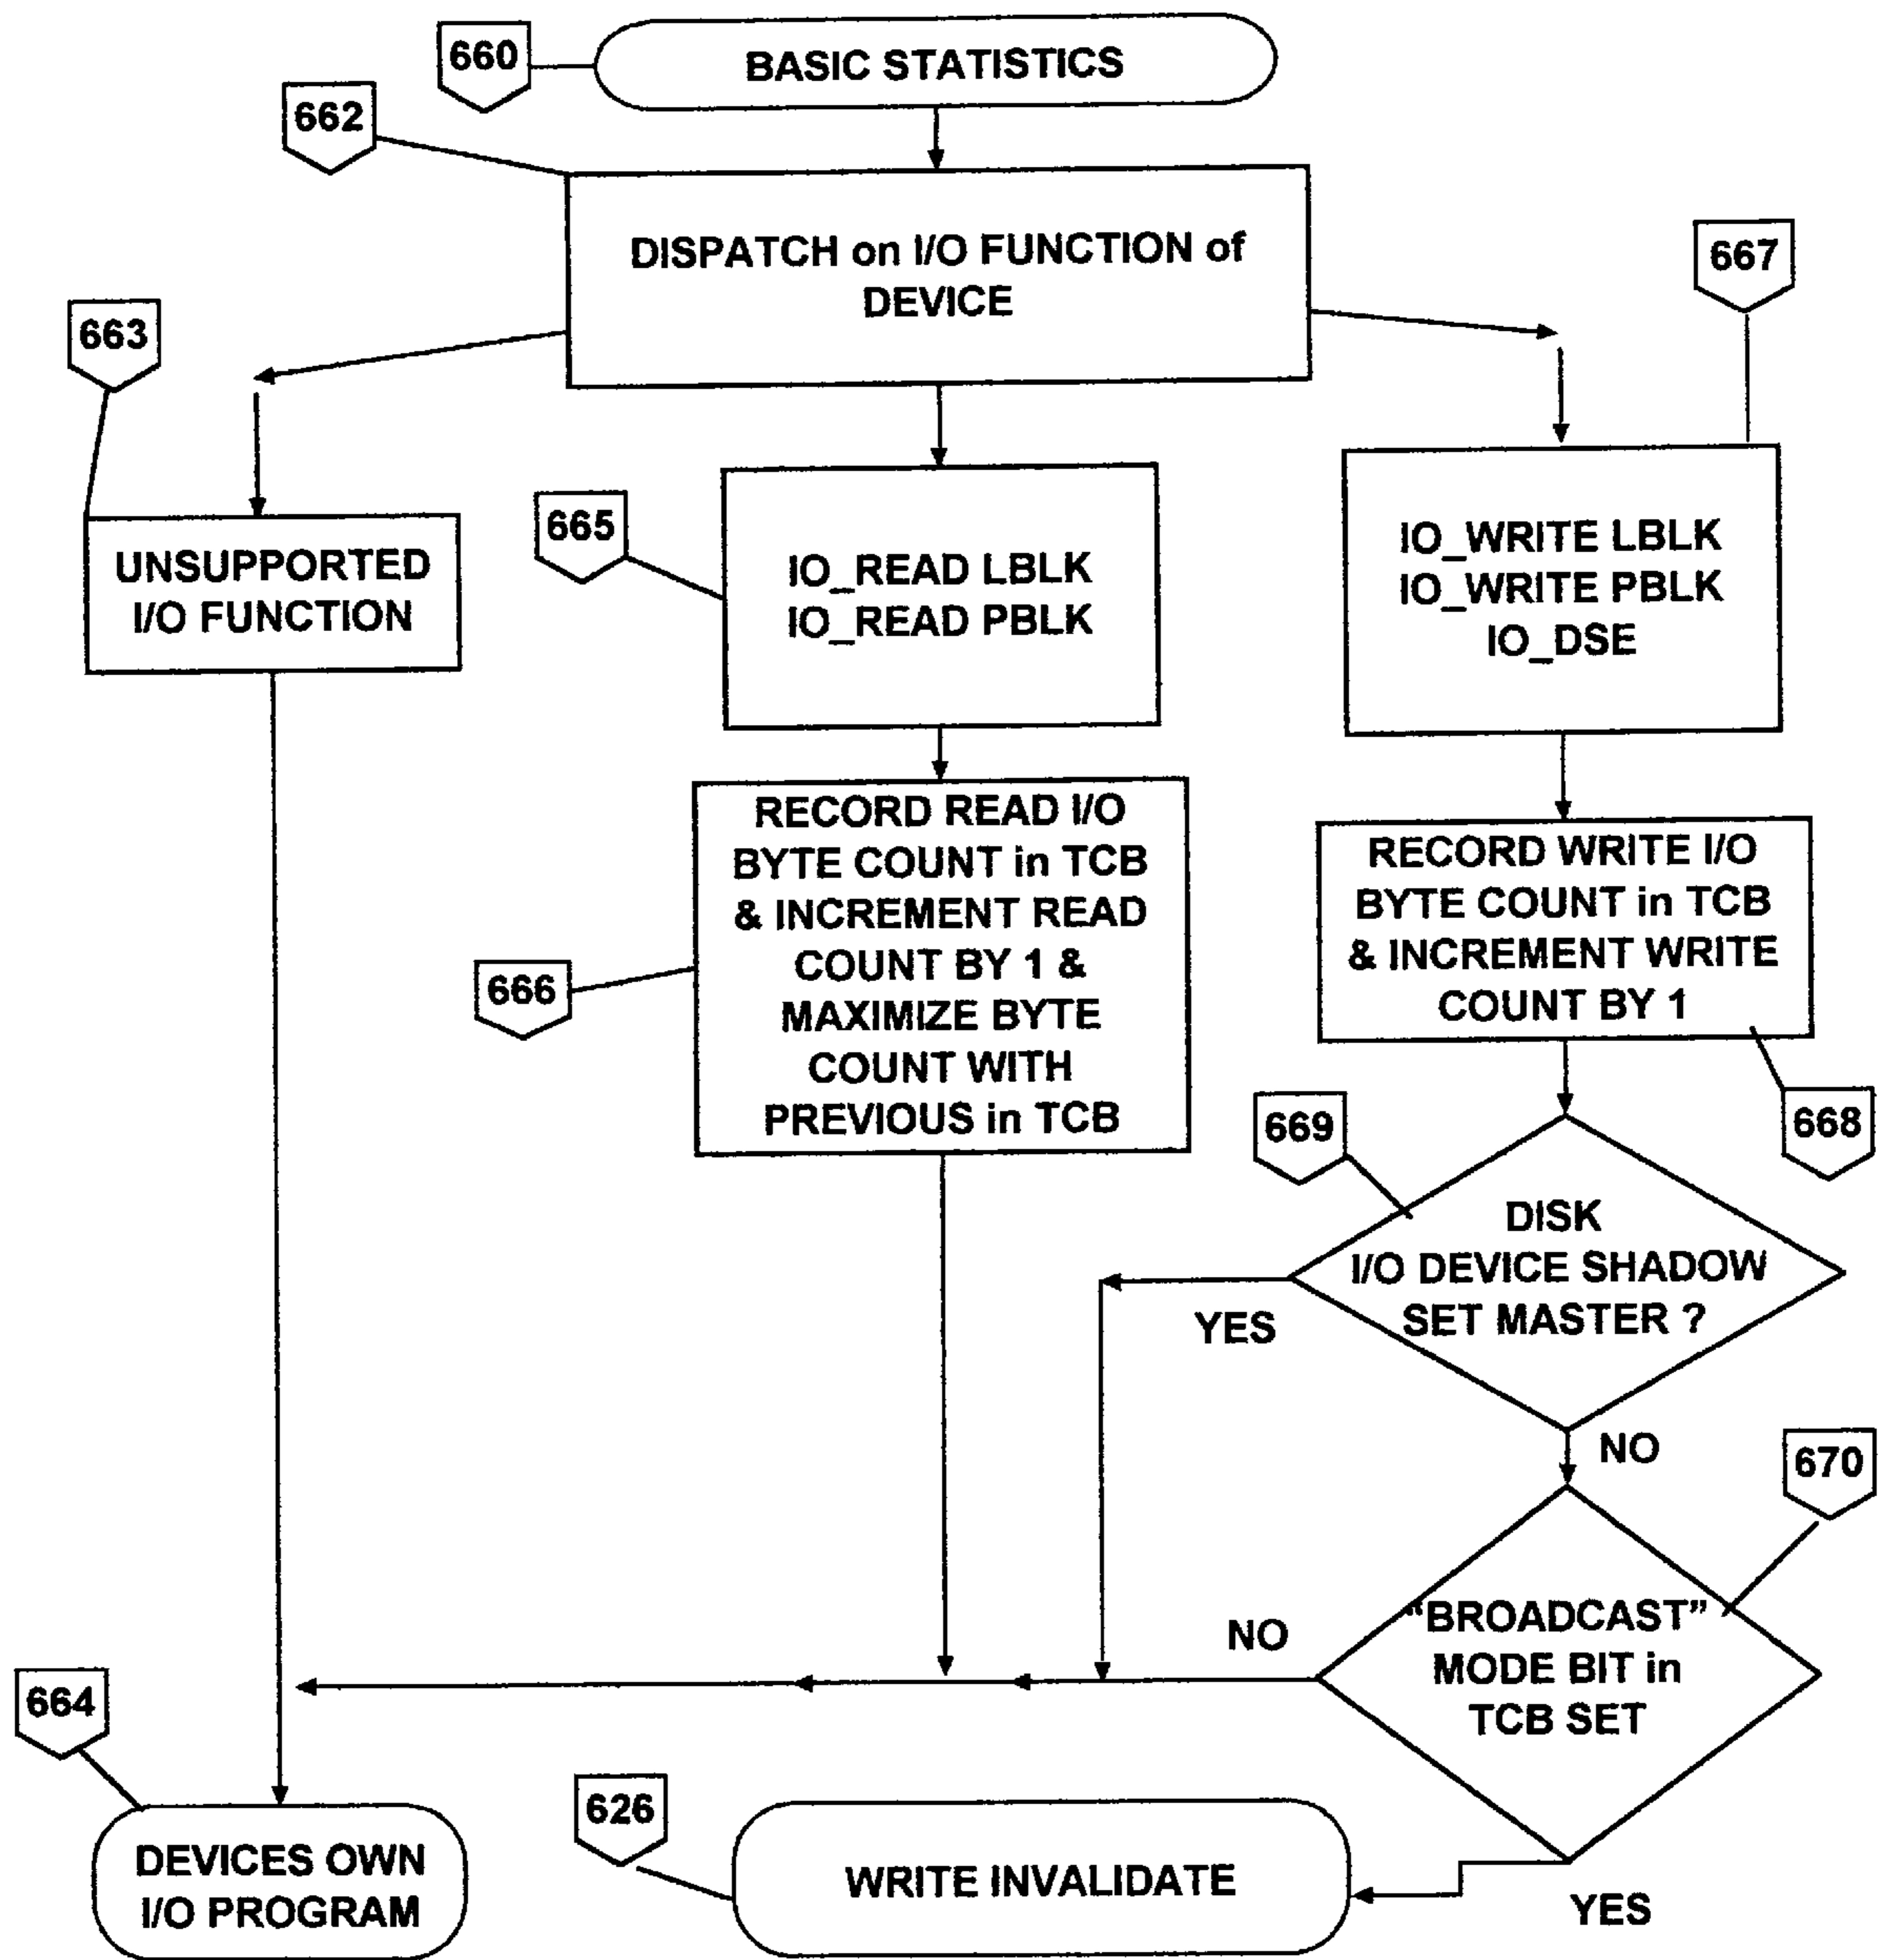 660
BASIC STATISTICS
662
DISPATCH on I/O FUNCTION of
DEVICE
667
663
UNSUPPORTED
I/O FUNCTION
665
IO_READ LBLK
IO_READ PBLK
IO_WRITE LBLK
IO_WRITE PBLK
IO_DSE
RECORD READ I/O
BYTE COUNT in TCB
& INCREMENT READ
COUNT BY 1 &
MAXIMIZE BYTE
COUNT WITH
PREVIOUS in TCB
666
RECORD WRITE I/O
BYTE COUNT in TCB
& INCREMENT WRITE
COUNT BY 1
668
669
DISK
I/O DEVICE SHADOW
SET MASTER ?
YES
NO
670
“BROADCAST”
MODE BIT in
TCB SET
NO
YES
664
DEVICES OWN
I/O PROGRAM
626
WRITE INVALIDATE